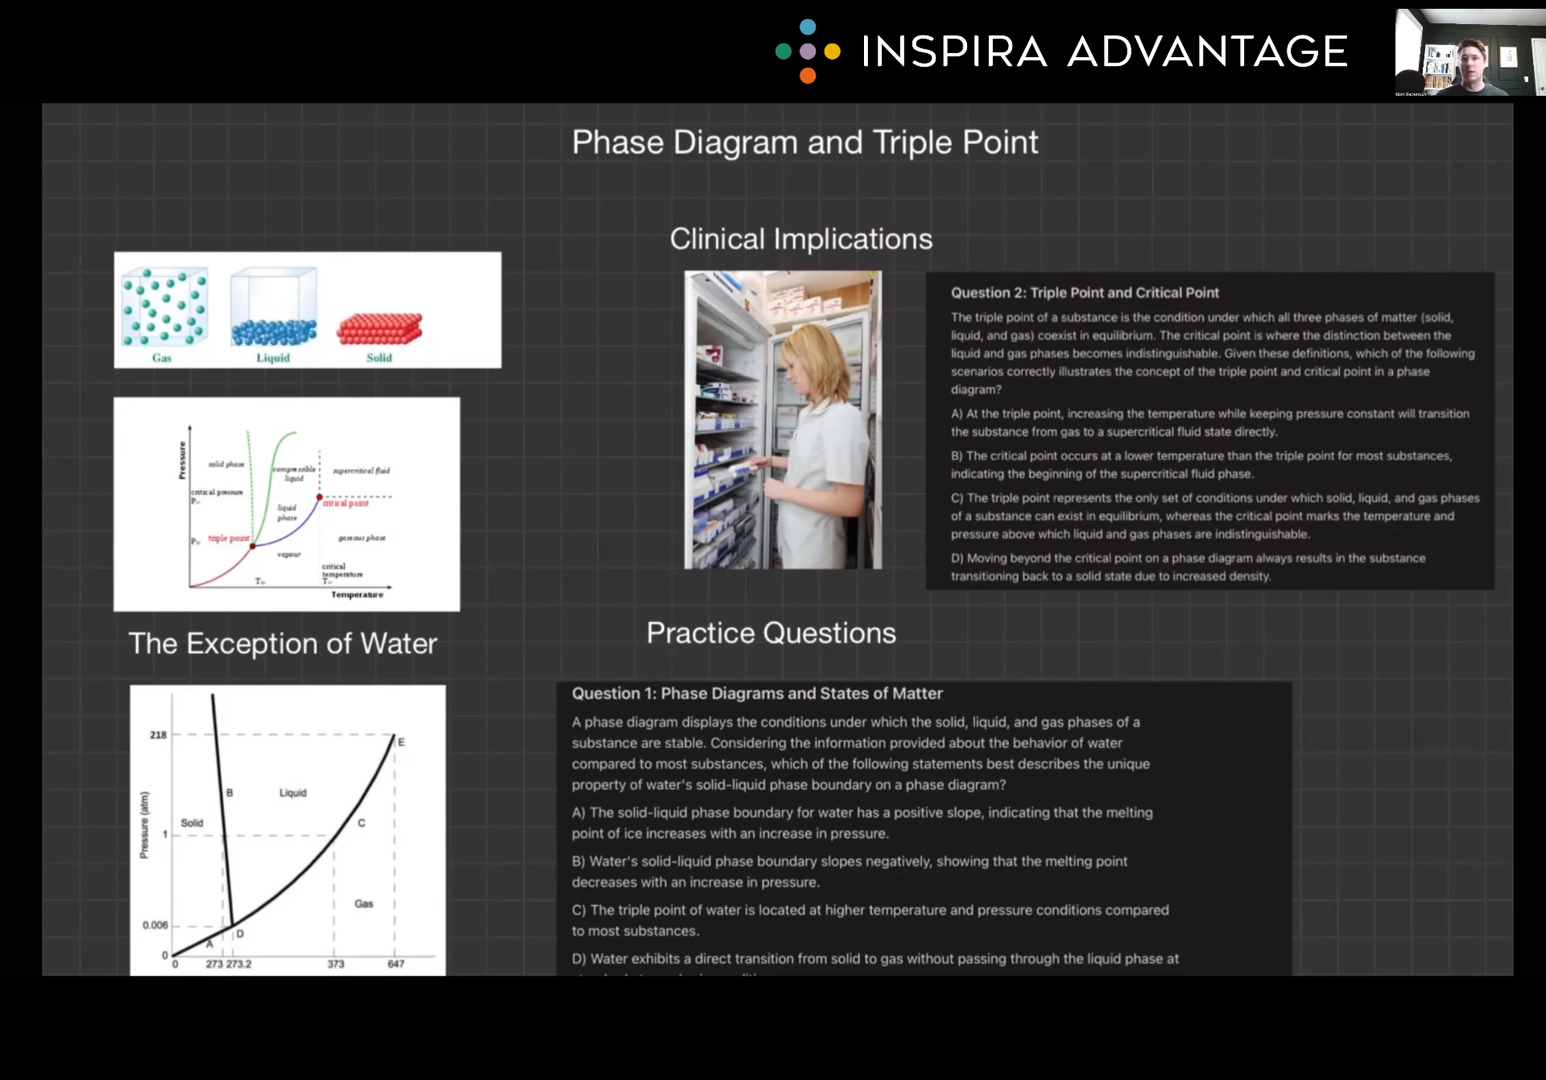 INSPIRA ADVANTAGE
Phase Diagram and Triple Point
Gas
Liquid
Solid
Pressure
solid phase
compressible
liquid
supercritical fluid
critical pressure
critical point
liquid
phase
triple point
gaseous phase
vapour
critical
temperature
Temperature
The Exception of Water
Pressure (atm)
218
E
B
Liquid
Solid
C
1
Gas
0.006
D
A
0
0
273 273.2
373
647
Clinical Implications
Question 2: Triple Point and Critical Point
The triple point of a substance is the condition under which all three phases of matter (solid,
liquid, and gas) coexist in equilibrium. The critical point is where the distinction between the
liquid and gas phases becomes indistinguishable. Given these definitions, which of the following
scenarios correctly illustrates the concept of the triple point and critical point in a phase
diagram?
A) At the triple point, increasing the temperature while keeping pressure constant will transition
the substance from gas to a supercritical fluid state directly.
B) The critical point occurs at a lower temperature than the triple point for most substances,
indicating the beginning of the supercritical fluid phase.
C) The triple point represents the only set of conditions under which solid, liquid, and gas phases
of a substance can exist in equilibrium, whereas the critical point marks the temperature and
pressure above which liquid and gas phases are indistinguishable.
D) Moving beyond the critical point on a phase diagram always results in the substance
transitioning back to a solid state due to increased density.
Practice Questions
Question 1: Phase Diagrams and States of Matter
A phase diagram displays the conditions under which the solid, liquid, and gas phases of a
substance are stable. Considering the information provided about the behavior of water
compared to most substances, which of the following statements best describes the unique
property of water's solid-liquid phase boundary on a phase diagram?
A) The solid-liquid phase boundary for water has a positive slope, indicating that the melting
point of ice increases with an increase in pressure.
B) Water's solid-liquid phase boundary slopes negatively, showing that the melting point
decreases with an increase in pressure.
C) The triple point of water is located at higher temperature and pressure conditions compared
to most substances.
D) Water exhibits a direct transition from solid to gas without passing through the liquid phase at